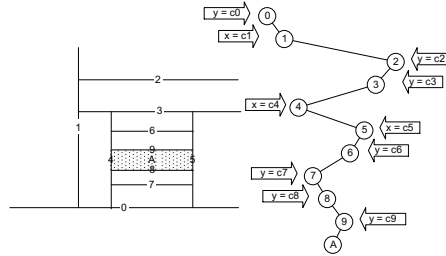 2
3
1
6
9
4 A 5
8
7
0
y = c0
0
x = c1
1
2
y = c2
3
y = c3
x = c4
4
5
x = c5
6
y = c6
y = c7
7
y = c8
8
9
y = c9
A